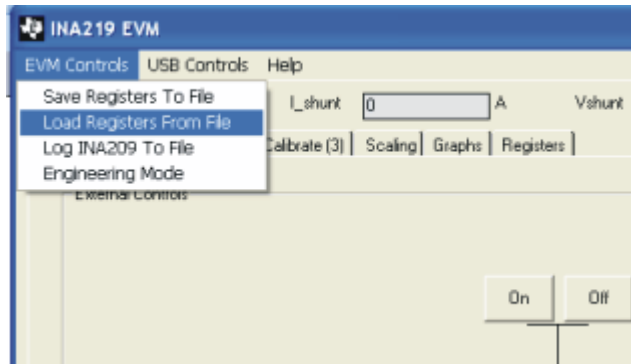 INA219 EVM
EVM Controls USB Controls Help
Save Registers To File
Load Registers From File
Log INA209 To File
Engineering Mode
I_shunt 0 A Vshunt
Calibrate (3) Scaling Graphs Registers
External Controls
On Off